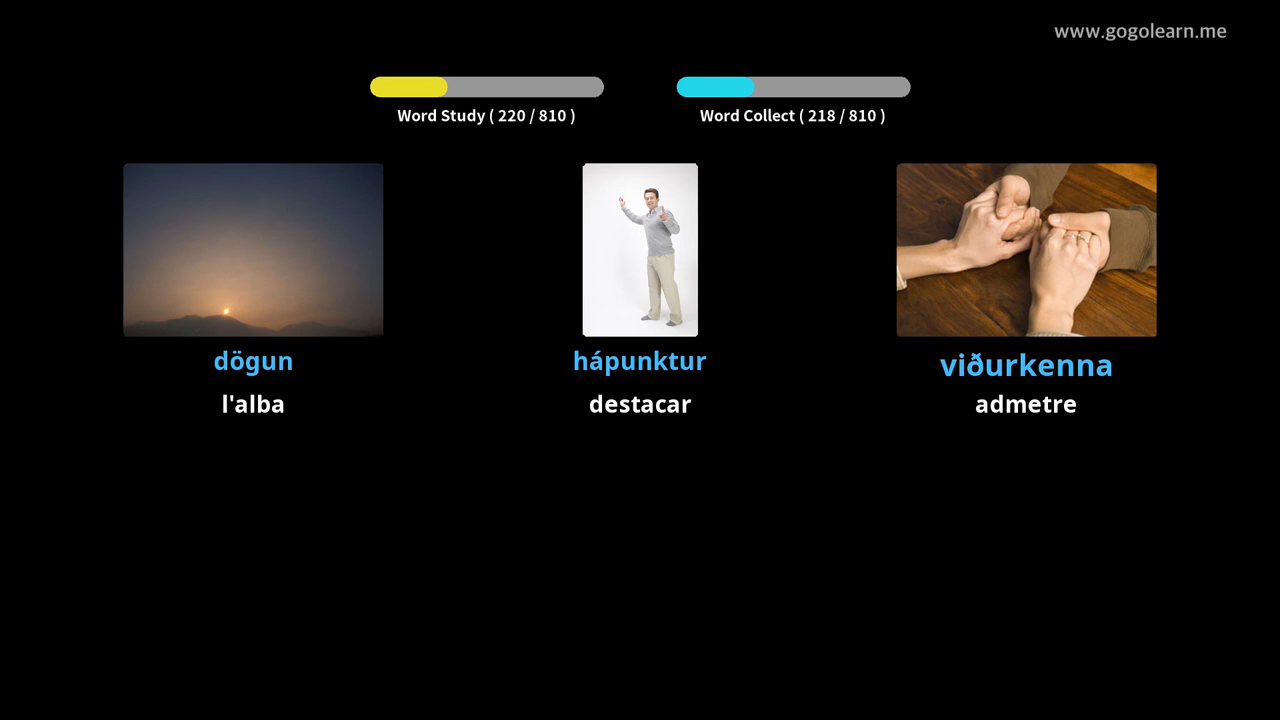 www.gogolearn.me
Word Study ( 220 / 810 )
Word Collect ( 218 / 810 )
dögun
hápunktur
viðurkenna
l'alba
destacar
admetre